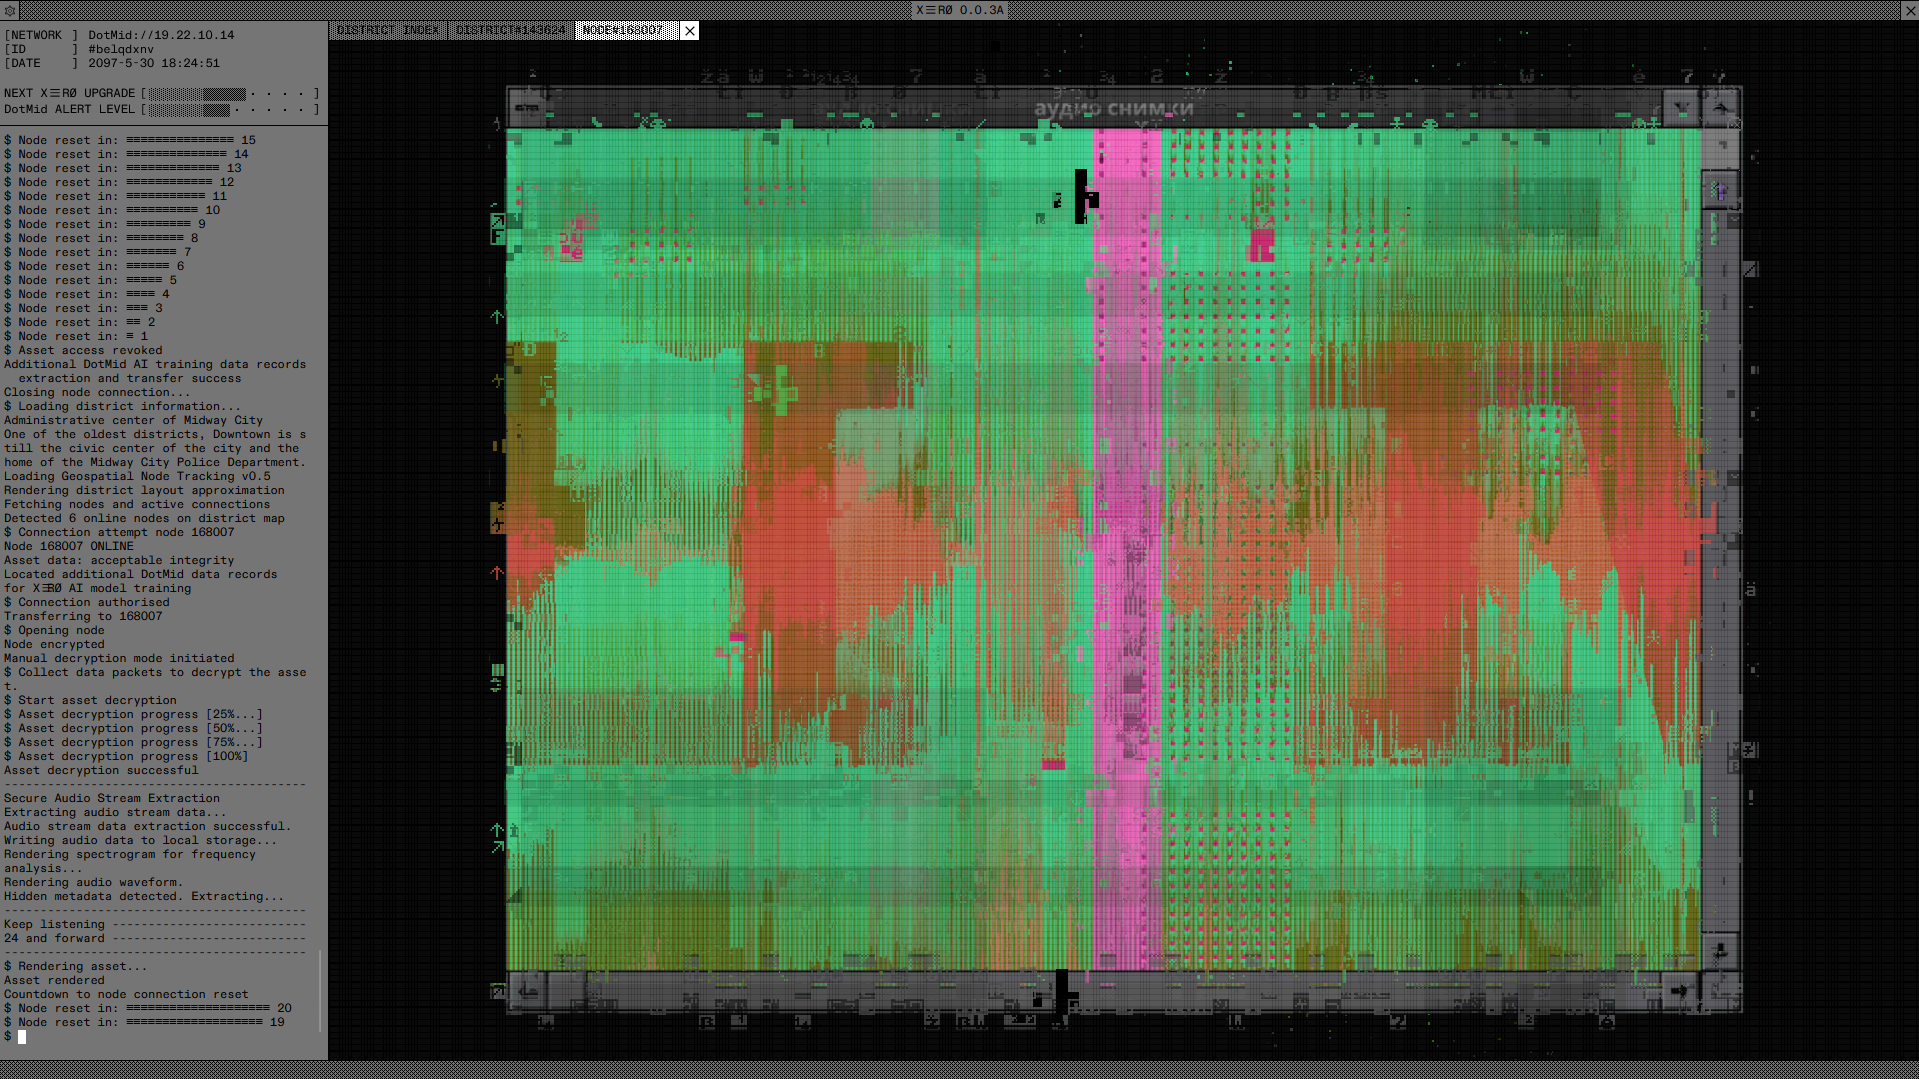 X☰RØ 0.0.3A
[NETWORK ] DotMid://19.22.10.14
[ID ] #belqdxnv
[DATE ] 2097-5-30 18:24:51
NEXT X☰RØ UPGRADE [▒▒▒▒▒▒▒▒ · · · · ]
DotMid ALERT LEVEL [▒▒▒▒▒▒▒ · · · · · ]
$ Node reset in: ≡≡≡≡≡≡≡≡≡≡≡≡≡≡≡ 15
$ Node reset in: ≡≡≡≡≡≡≡≡≡≡≡≡≡≡ 14
$ Node reset in: ≡≡≡≡≡≡≡≡≡≡≡≡≡ 13
$ Node reset in: ≡≡≡≡≡≡≡≡≡≡≡≡ 12
$ Node reset in: ≡≡≡≡≡≡≡≡≡≡≡ 11
$ Node reset in: ≡≡≡≡≡≡≡≡≡≡ 10
$ Node reset in: ≡≡≡≡≡≡≡≡≡ 9
$ Node reset in: ≡≡≡≡≡≡≡≡ 8
$ Node reset in: ≡≡≡≡≡≡≡ 7
$ Node reset in: ≡≡≡≡≡≡ 6
$ Node reset in: ≡≡≡≡≡ 5
$ Node reset in: ≡≡≡≡ 4
$ Node reset in: ≡≡≡ 3
$ Node reset in: ≡≡ 2
$ Node reset in: ≡ 1
$ Asset access revoked
Additional DotMid AI training data records
extraction and transfer success
Closing node connection...
$ Loading district information...
Administrative center of Midway City
One of the oldest districts, Downtown is s
till the civic center of the city and the
home of the Midway City Police Department.
Loading Geospatial Node Tracking v0.5
Rendering district layout approximation
Fetching nodes and active connections
Detected 6 online nodes on district map
$ Connection attempt node 168007
Node 168007 ONLINE
Asset data: acceptable integrity
Located additional DotMid data records
for X☰RØ AI model training
$ Connection authorised
Transferring to 168007
$ Opening node
Node encrypted
Manual decryption mode initiated
$ Collect data packets to decrypt the asse
t.
$ Start asset decryption
$ Asset decryption progress [25%...]
$ Asset decryption progress [50%...]
$ Asset decryption progress [75%...]
$ Asset decryption progress [100%]
Asset decryption successful
------------------------------------------
Secure Audio Stream Extraction
Extracting audio stream data...
Audio stream data extraction successful.
Writing audio data to local storage...
Rendering spectrogram for frequency
analysis...
Rendering audio waveform.
Hidden metadata detected. Extracting...
------------------------------------------
Keep listening ---------------------------
24 and forward ---------------------------
------------------------------------------
$ Rendering asset...
Asset rendered
Countdown to node connection reset
$ Node reset in: ≡≡≡≡≡≡≡≡≡≡≡≡≡≡≡≡≡≡≡≡ 20
$ Node reset in: ≡≡≡≡≡≡≡≡≡≡≡≡≡≡≡≡≡≡≡ 19
$
DISTRICT INDEX DISTRICT#143624 NODE#168007
аудио снимки